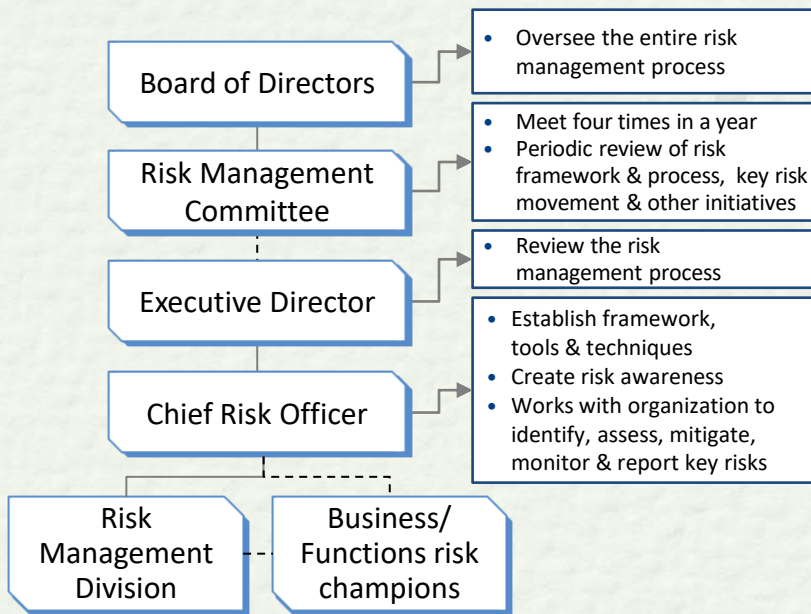 Board of Directors
• Oversee the entire risk
management process
Risk Management
Committee
• Meet four times in a year
• Periodic review of risk
framework & process, key risk
movement & other initiatives
Executive Director
• Review the risk
management process
Chief Risk Officer
• Establish framework,
tools & techniques
• Create risk awareness
• Works with organization to
identify, assess, mitigate,
monitor & report key risks
Risk
Management
Division
Business/
Functions risk
champions